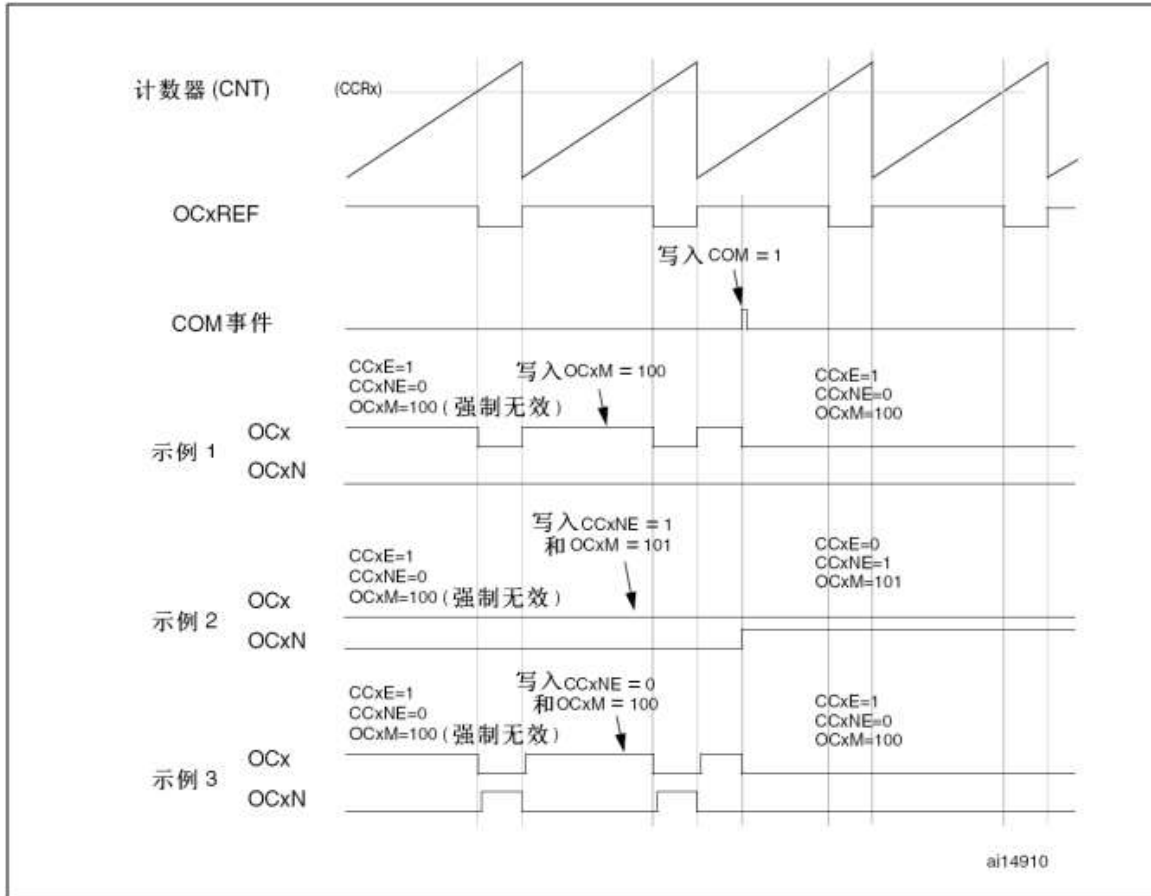 计数器 (CNT)
(CCRx)
OCxREF
写入 COM = 1
COM 事件
CCxE=1
CCxNE=0
OCxM=100 ( 强制无效 )
写入 OCxM = 100
CCxE=1
CCxNE=0
OCxM=100
示例 1
OCx
OCxN
写入 CCxNE = 1
和 OCxM = 101
CCxE=1
CCxNE=0
OCxM=100 ( 强制无效 )
CCxE=0
CCxNE=1
OCxM=101
示例 2
OCx
OCxN
写入 CCxNE = 0
和 OCxM = 100
CCxE=1
CCxNE=0
OCxM=100 ( 强制无效 )
CCxE=1
CCxNE=0
OCxM=100
示例 3
OCx
OCxN
ai14910